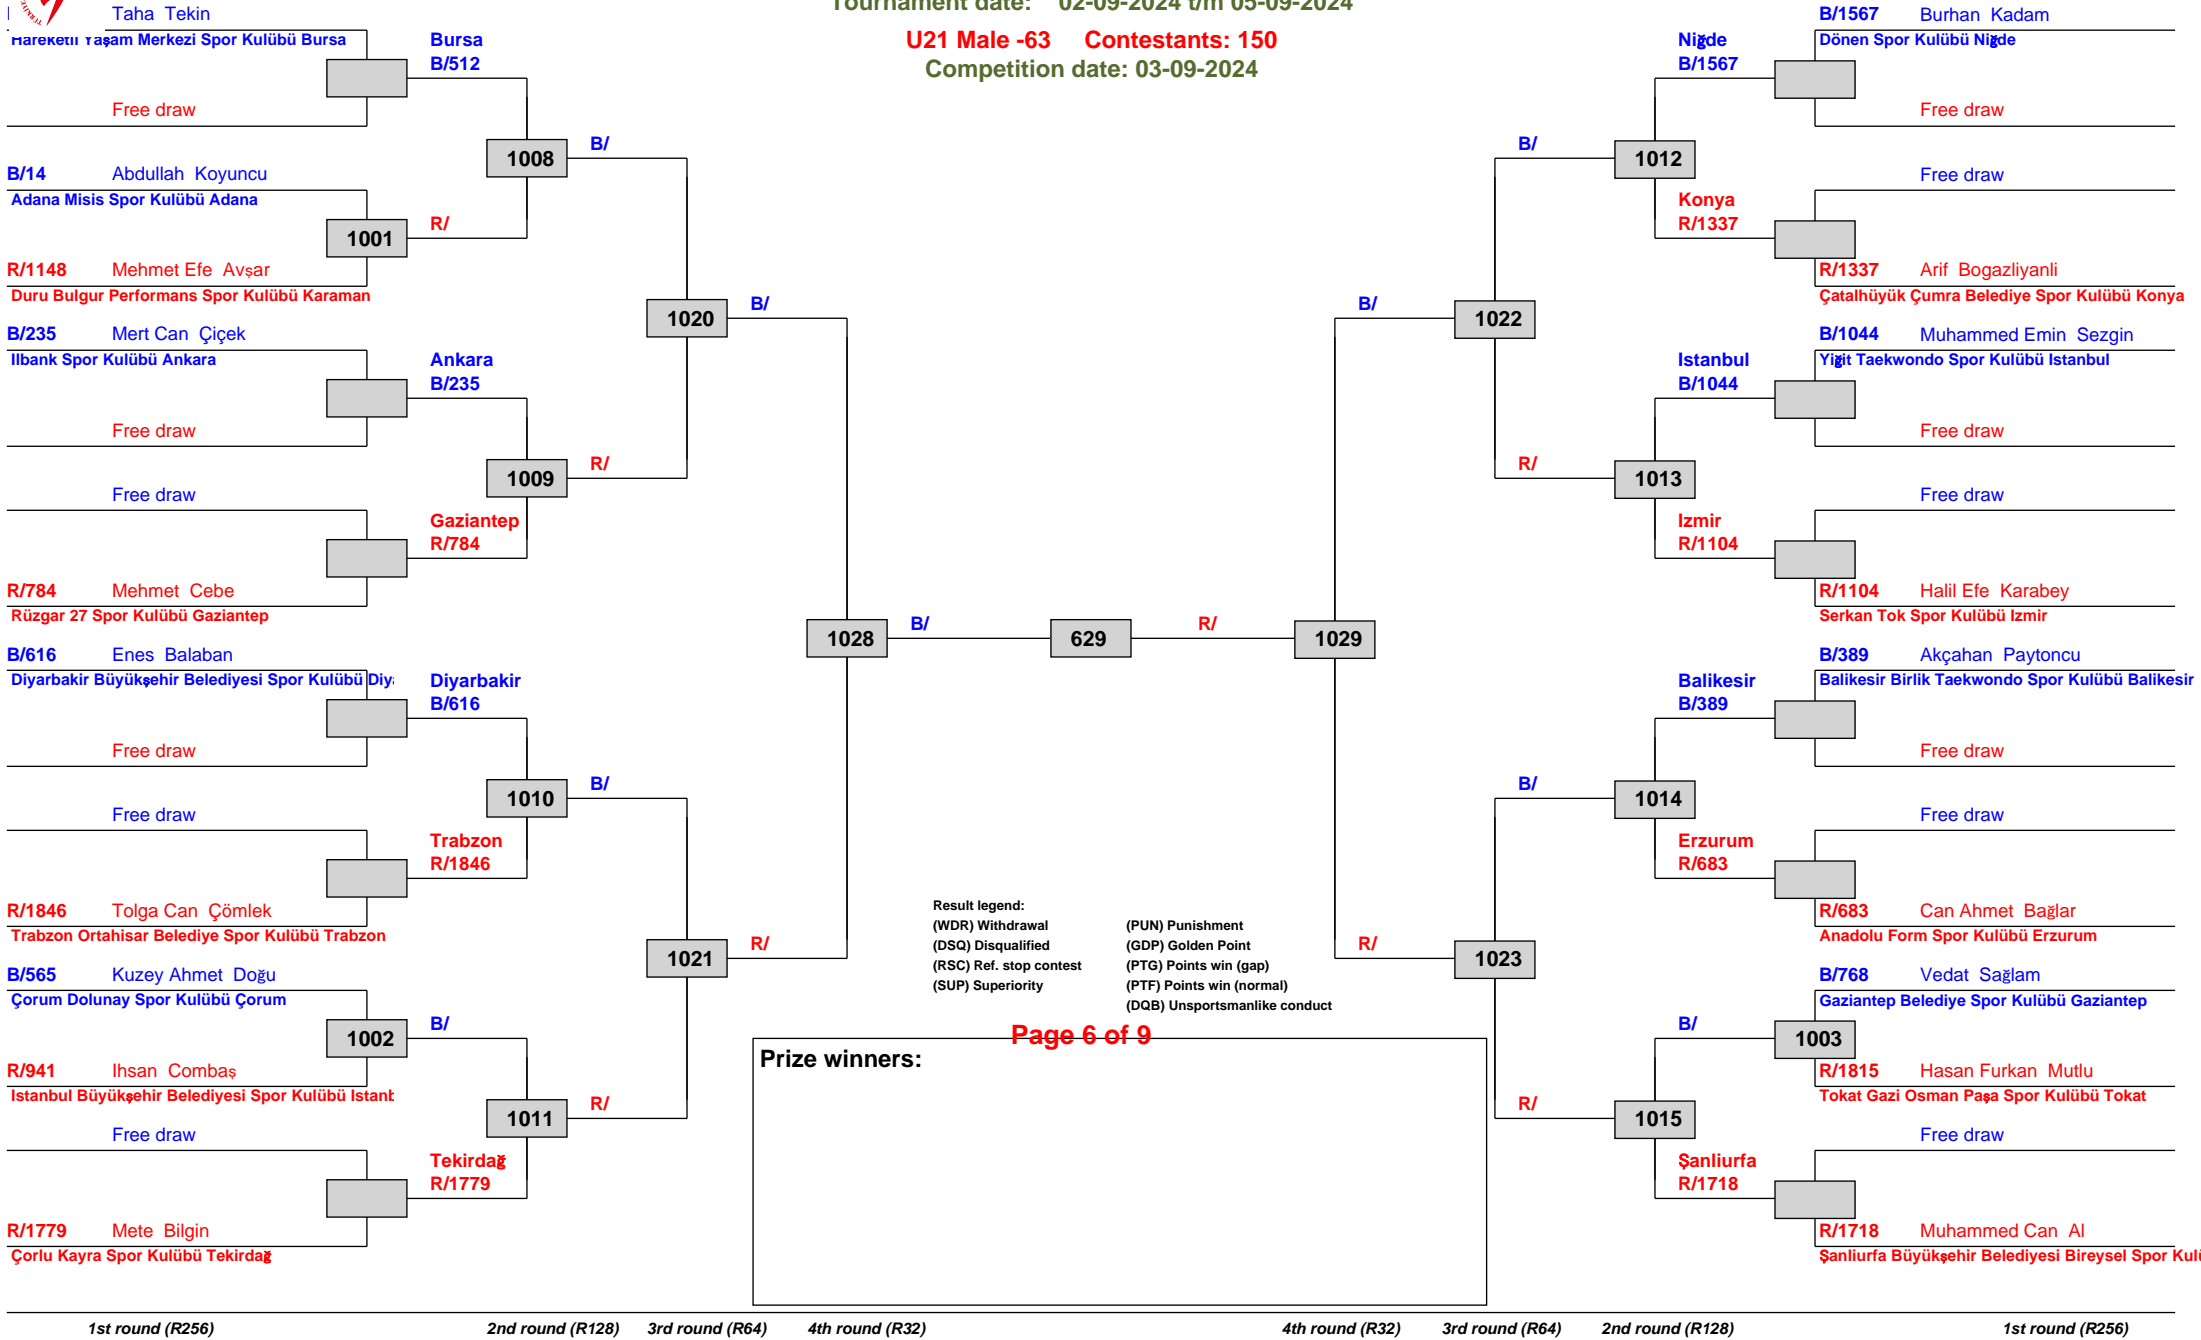 Tournament date: 02-09-2024 t/m 05-09-2024
U21 Male -63 Contestants: 150
Competition date: 03-09-2024
Taha Tekin
Hareketli Yaşam Merkezi Spor Kulübü Bursa
Free draw
B/14 Abdullah Koyuncu
Adana Misis Spor Kulübü Adana
R/1148 Mehmet Efe Avşar
Duru Bulgur Performans Spor Kulübü Karaman
B/235 Mert Can Çiçek
Ilbank Spor Kulübü Ankara
Free draw
Free draw
R/784 Mehmet Cebe
Rüzgar 27 Spor Kulübü Gaziantep
B/616 Enes Balaban
Diyarbakir Büyükşehir Belediyesi Spor Kulübü Diy
Free draw
Free draw
R/1846 Tolga Can Çömlek
Trabzon Ortahisar Belediye Spor Kulübü Trabzon
B/565 Kuzey Ahmet Doğu
Çorum Dolunay Spor Kulübü Çorum
R/941 Ihsan Combaş
Istanbul Büyükşehir Belediyesi Spor Kulübü Istanb
Free draw
R/1779 Mete Bilgin
Çorlu Kayra Spor Kulübü Tekirdağ
1001
1002
Bursa
B/512
R/
Ankara
B/235
Gaziantep
R/784
Diyarbakir
B/616
Trabzon
R/1846
B/
Tekirdağ
R/1779
1008
1009
1010
1011
B/
R/
B/
R/
1020
1021
B/
R/
1028
B/
629
R/
1029
B/
R/
1022
1023
B/
R/
B/
R/
1012
1013
1014
1015
Niğde
B/1567
Konya
R/1337
Istanbul
B/1044
Izmir
R/1104
Balikesir
B/389
Erzurum
R/683
B/
Şanliurfa
R/1718
1003
B/1567 Burhan Kadam
Dönen Spor Kulübü Niğde
Free draw
Free draw
R/1337 Arif Bogazliyanli
Çatalhüyük Çumra Belediye Spor Kulübü Konya
B/1044 Muhammed Emin Sezgin
Yiğit Taekwondo Spor Kulübü Istanbul
Free draw
Free draw
R/1104 Halil Efe Karabey
Serkan Tok Spor Kulübü Izmir
B/389 Akçahan Paytoncu
Balikesir Birlik Taekwondo Spor Kulübü Balikesir
Free draw
Free draw
R/683 Can Ahmet Bağlar
Anadolu Form Spor Kulübü Erzurum
B/768 Vedat Sağlam
Gaziantep Belediye Spor Kulübü Gaziantep
R/1815 Hasan Furkan Mutlu
Tokat Gazi Osman Paşa Spor Kulübü Tokat
Free draw
R/1718 Muhammed Can Al
Şanliurfa Büyükşehir Belediyesi Bireysel Spor Kulü
Result legend:
(WDR) Withdrawal (PUN) Punishment
(DSQ) Disqualified (GDP) Golden Point
(RSC) Ref. stop contest (PTG) Points win (gap)
(SUP) Superiority (PTF) Points win (normal)
(DQB) Unsportsmanlike conduct
Page 6 of 9
Prize winners:
1st round (R256) 2nd round (R128) 3rd round (R64) 4th round (R32) 4th round (R32) 3rd round (R64) 2nd round (R128) 1st round (R256)